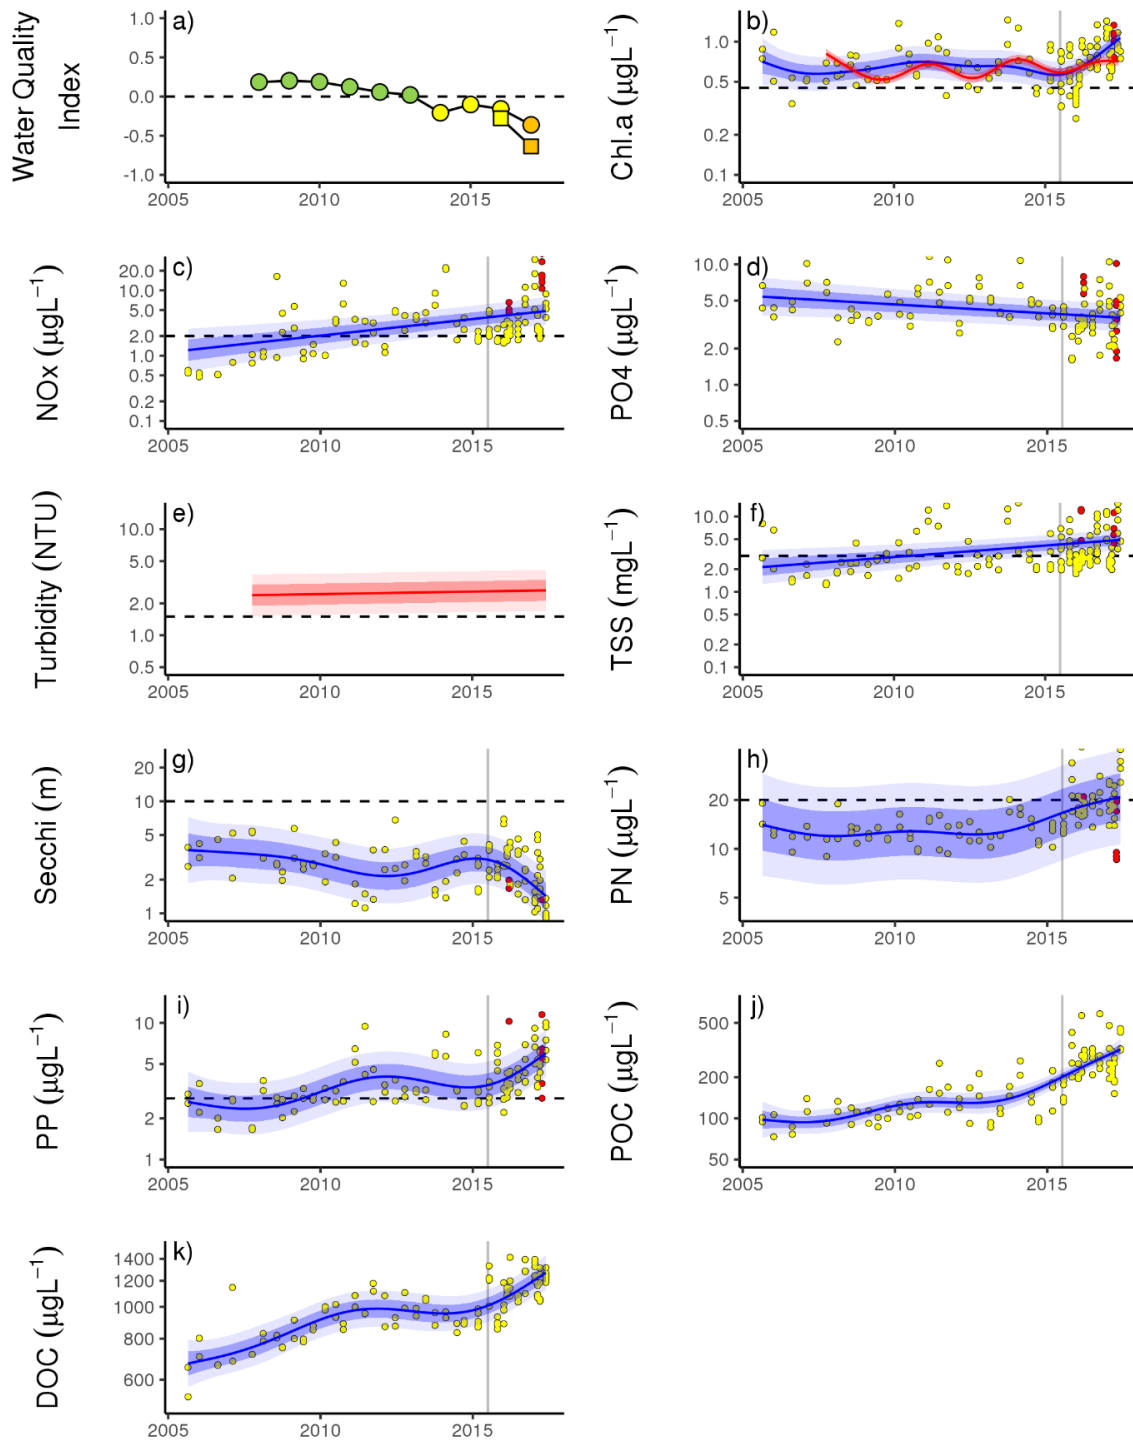 a)
Water Quality
Index
1.0
0.5
0.0
-0.5
-1.0
2005 2010 2015
b)
Chl.a (µgL⁻¹)
1.0
0.5
0.2
0.1
2005 2010 2015
c)
NOx (µgL⁻¹)
20.0
10.0
5.0
2.0
1.0
0.5
0.2
0.1
2005 2010 2015
d)
PO4 (µgL⁻¹)
10.0
5.0
2.0
1.0
0.5
2005 2010 2015
e)
Turbidity (NTU)
10.0
5.0
2.0
1.0
0.5
2005 2010 2015
f)
TSS (mgL⁻¹)
10.0
5.0
2.0
1.0
0.5
0.2
0.1
2005 2010 2015
g)
Secchi (m)
20
10
5
2
1
2005 2010 2015
h)
PN (µgL⁻¹)
20
10
5
2005 2010 2015
i)
PP (µgL⁻¹)
10
5
2
1
2005 2010 2015
j)
POC (µgL⁻¹)
500
200
100
50
2005 2010 2015
k)
DOC (µgL⁻¹)
1400
1200
1000
800
600
2005 2010 2015